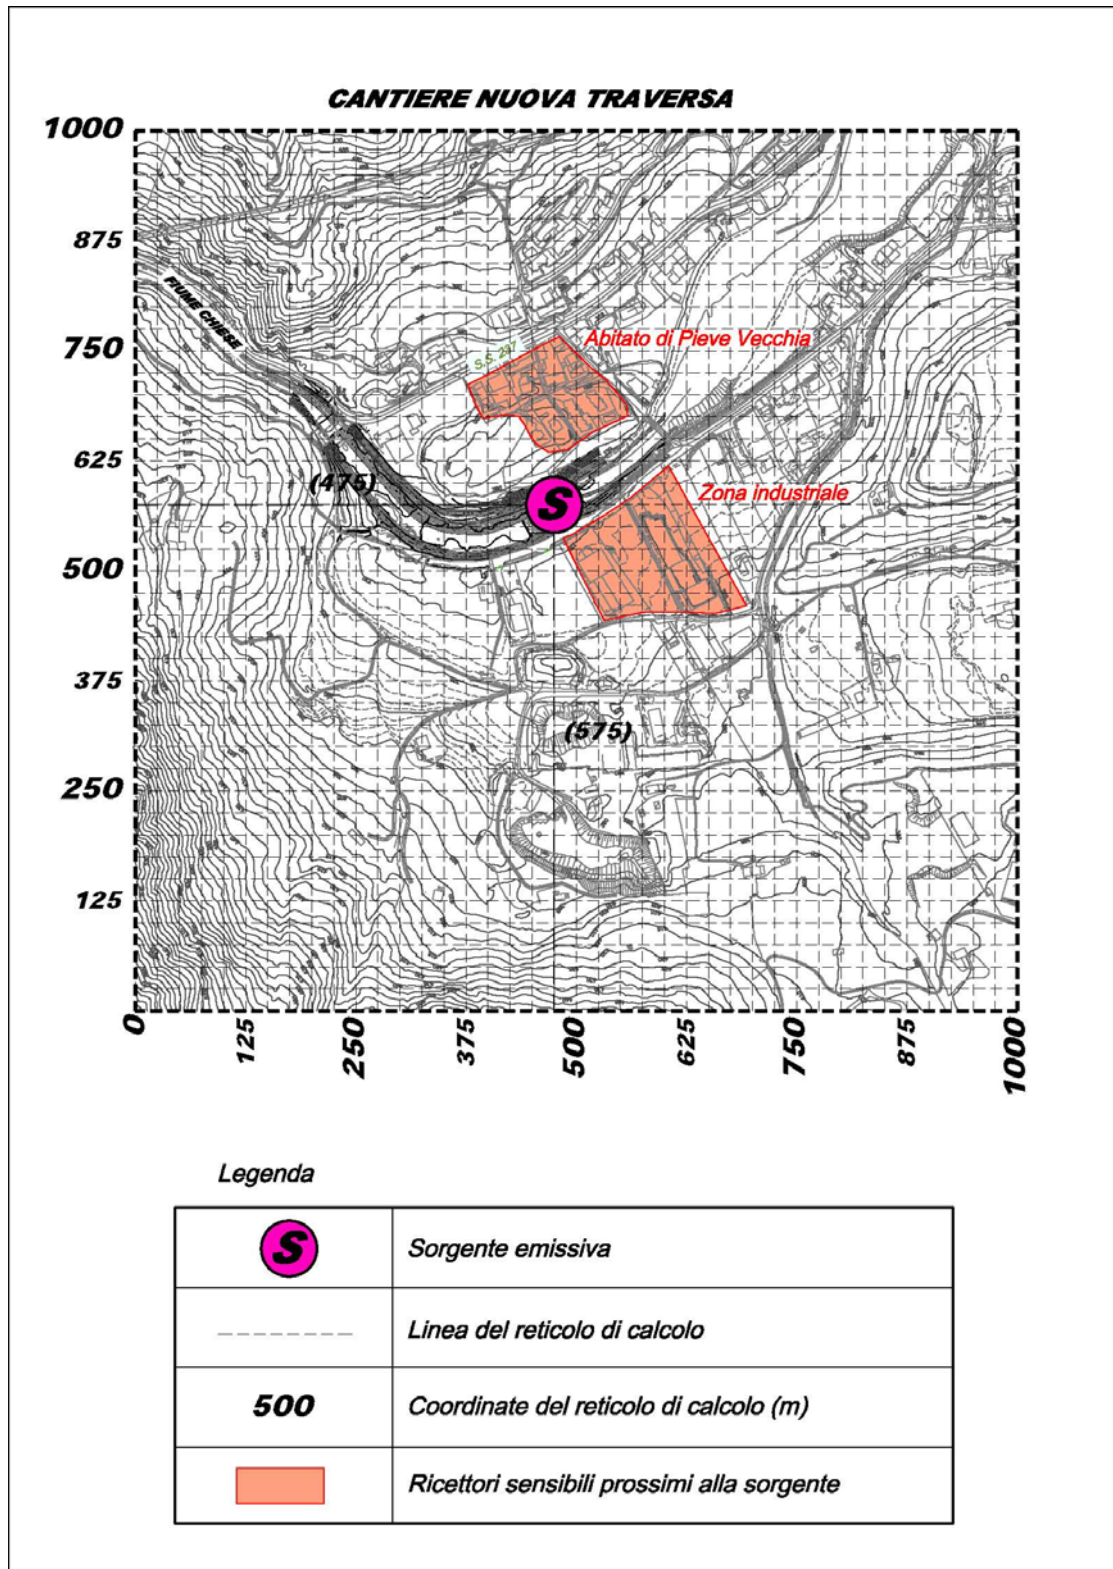 CANTIERE NUOVA TRAVERSA
1000
875
750
625
500
375
250
125
FIUME CHIESE
S.S. 237
Abitato di Pieve Vecchia
(475)
S
Zona industriale
(575)
0
125
250
375
500
625
750
875
1000
Legenda
S
Sorgente emissiva
Linea del reticolo di calcolo
500
Coordinate del reticolo di calcolo (m)
Ricettori sensibili prossimi alla sorgente